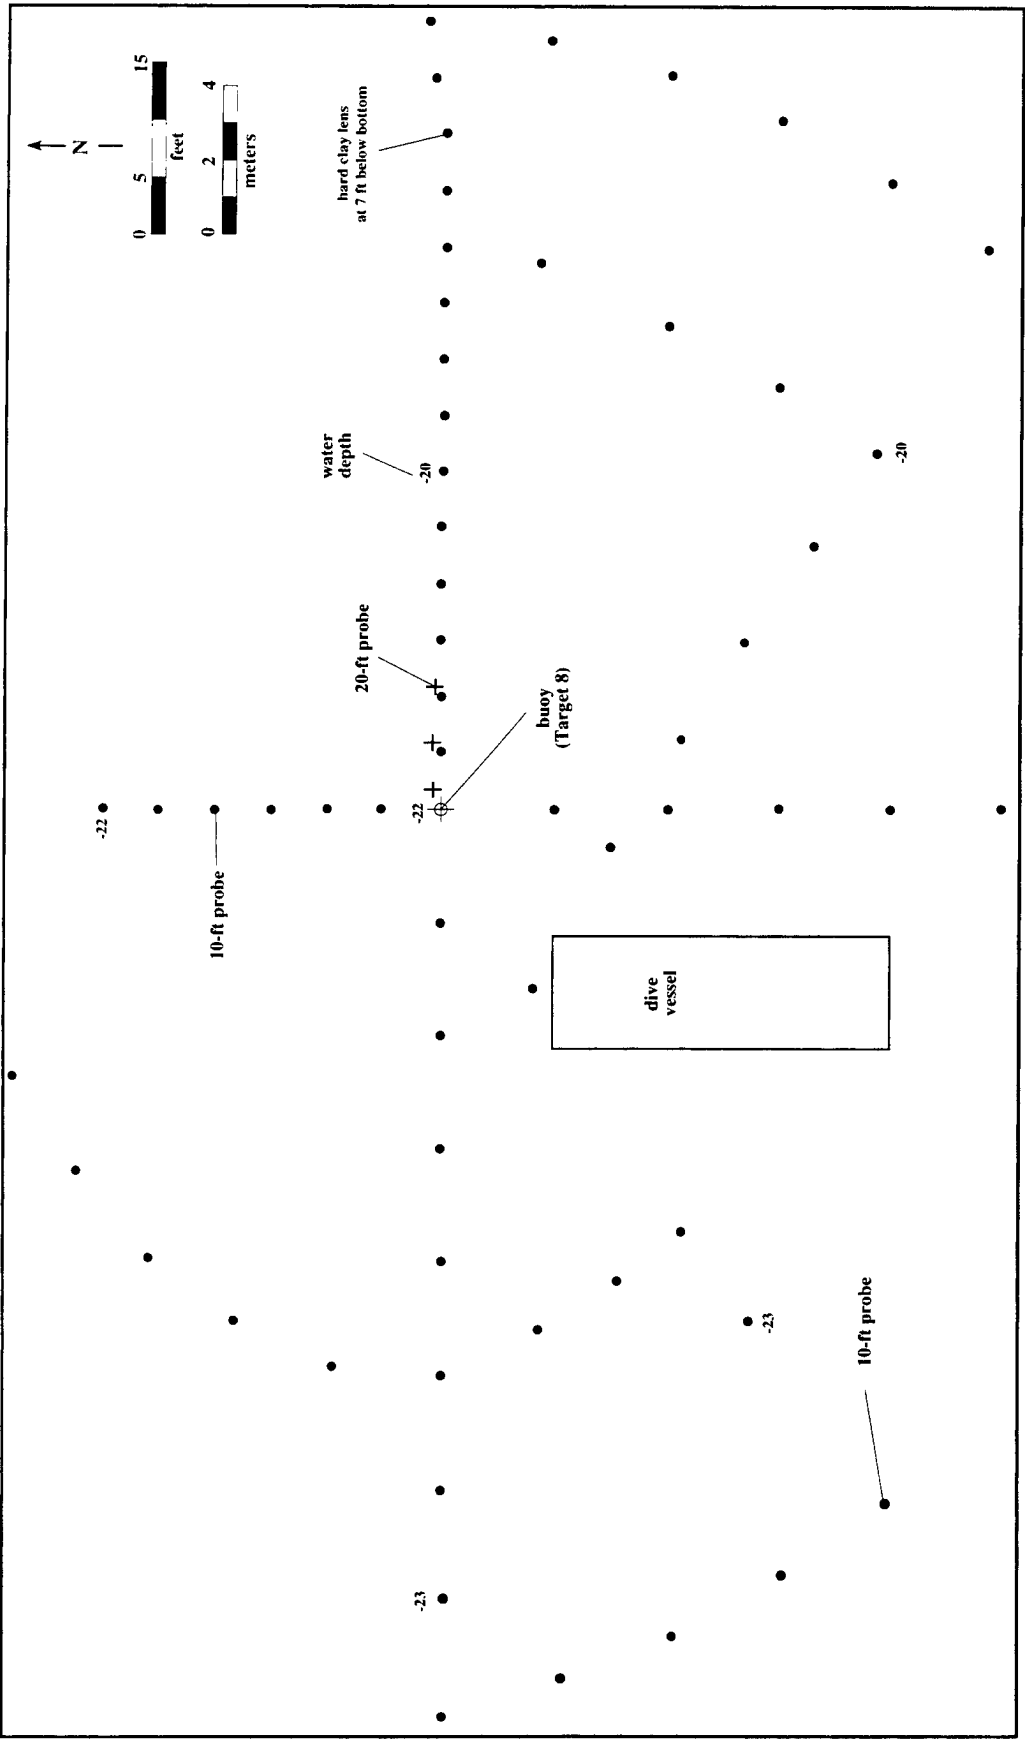 N
0 5 15
feet
0 2 4
meters
hard clay lens
at 7 ft below bottom
water
depth
-20
-20
20-ft probe
buoy
(Target 8)
-22
-22
10-ft probe
dive
vessel
-23
10-ft probe
-23